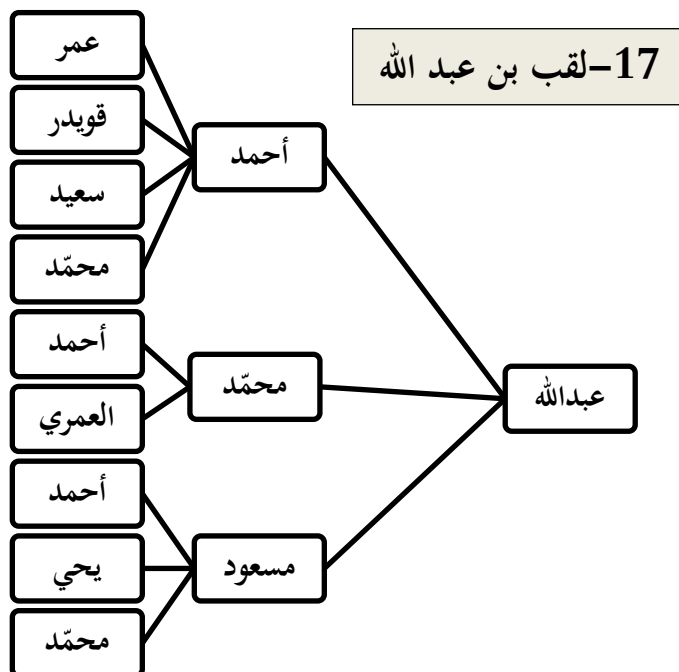 17–لقب بن عبد الله
عبدالله
أحمد
عمر
قويدر
سعيد
محمّد
محمّد
أحمد
العمري
مسعود
أحمد
يحي
محمّد